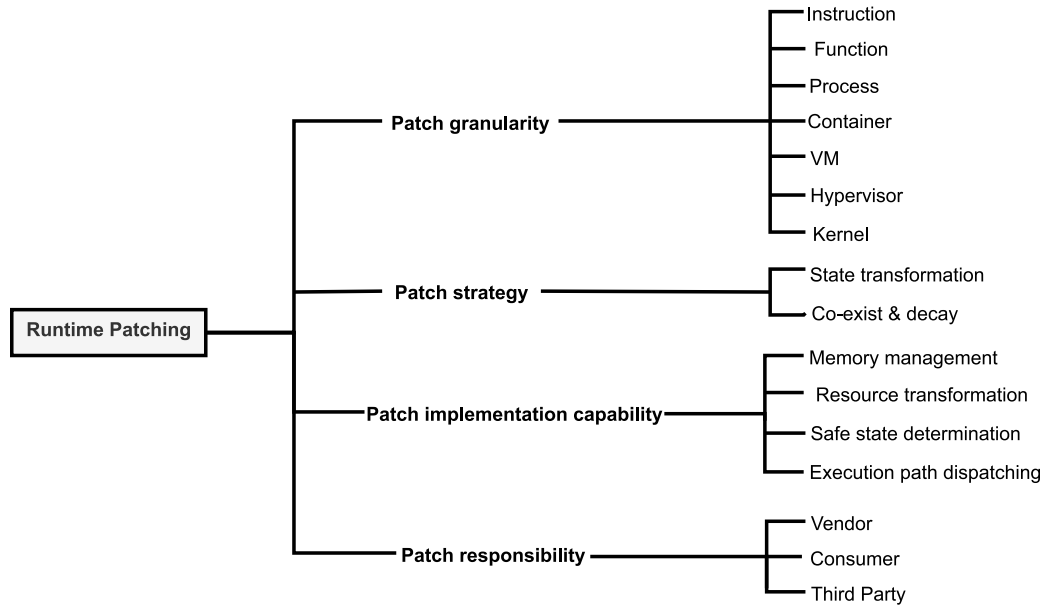 Runtime Patching
Patch granularity
Instruction
Function
Process
Container
VM
Hypervisor
Kernel
Patch strategy
State transformation
Co-exist & decay
Patch implementation capability
Memory management
Resource transformation
Safe state determination
Execution path dispatching
Patch responsibility
Vendor
Consumer
Third Party